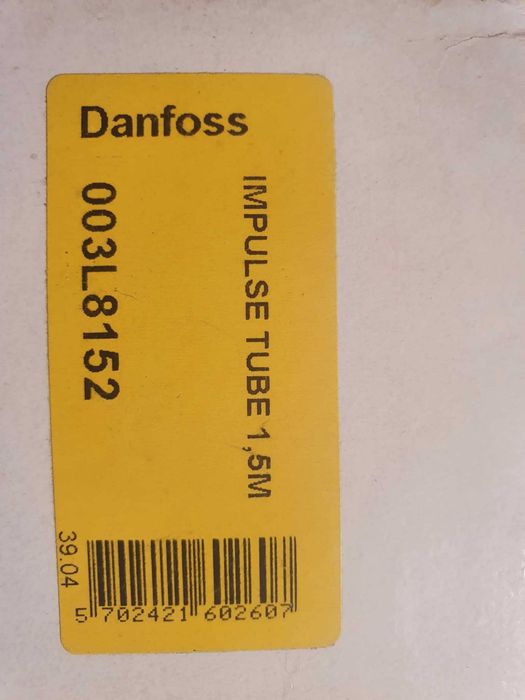 Danfoss
IMPULSE TUBE 1,5M
003L8152
39.04
5 702421 602607